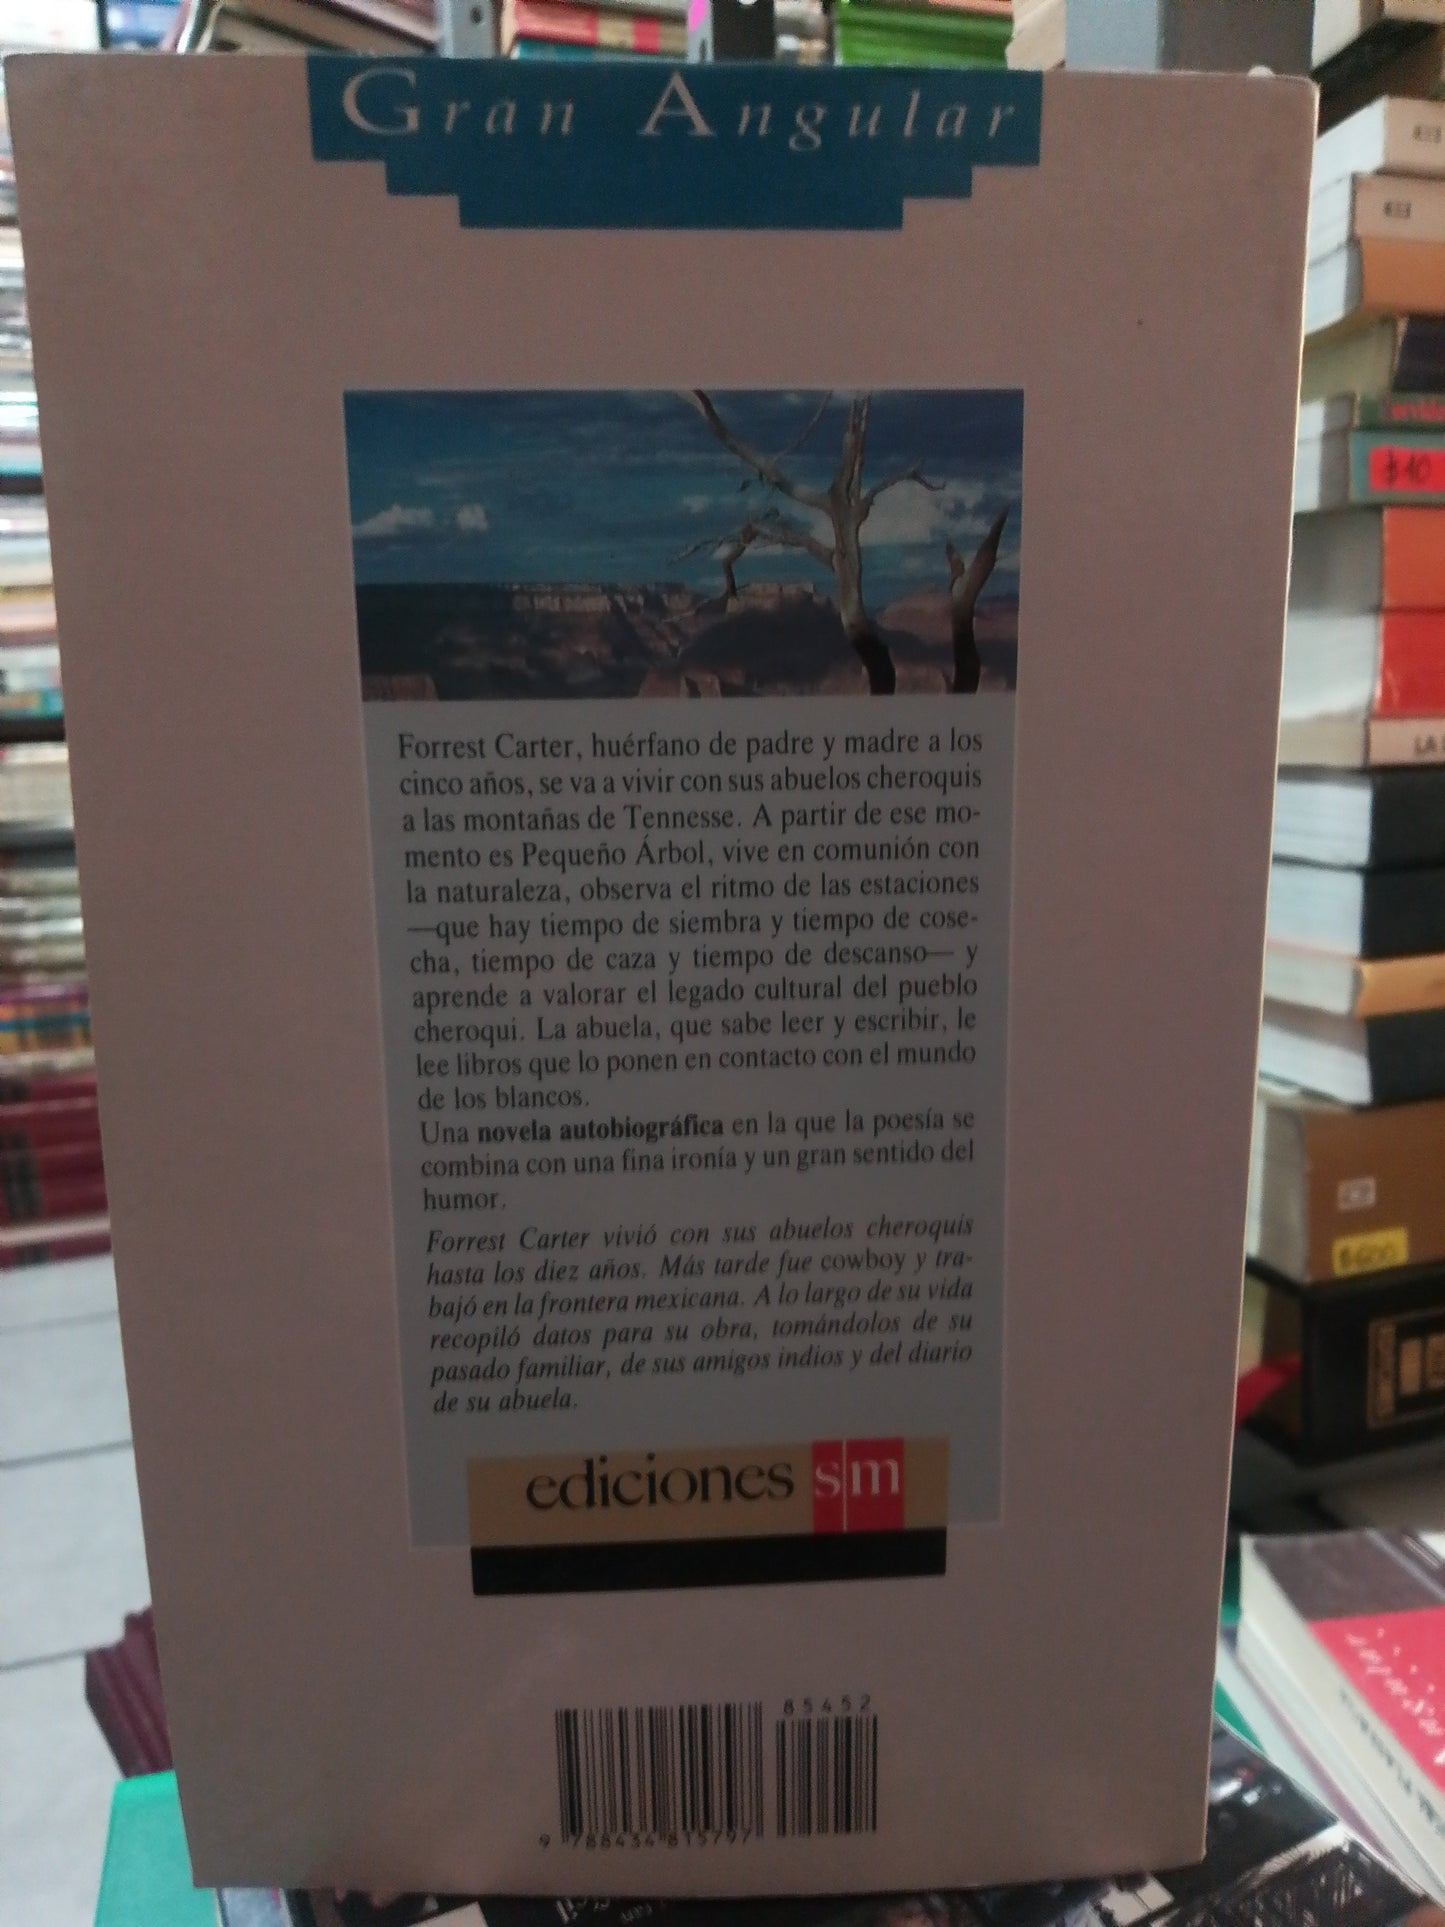 Gran Angular
Forrest Carter, huérfano de padre y madre a los
cinco años, se va a vivir con sus abuelos cheroquis
a las montañas de Tennesse. A partir de ese mo-
mento es Pequeño Árbol, vive en comunión con
la naturaleza, observa el ritmo de las estaciones
—que hay tiempo de siembra y tiempo de cose-
cha, tiempo de caza y tiempo de descanso— y
aprende a valorar el legado cultural del pueblo
cheroqui. La abuela, que sabe leer y escribir, le
lee libros que lo ponen en contacto con el mundo
de los blancos.
Una novela autobiográfica en la que la poesía se
combina con una fina ironía y un gran sentido del
humor.
Forrest Carter vivió con sus abuelos cheroquis
hasta los diez años. Más tarde fue cowboy y tra-
bajó en la frontera mexicana. A lo largo de su vida
recopiló datos para su obra, tomándolos de su
pasado familiar, de sus amigos indios y del diario
de su abuela.
ediciones sm
85452
9 788434 815797
$40
$600
LA